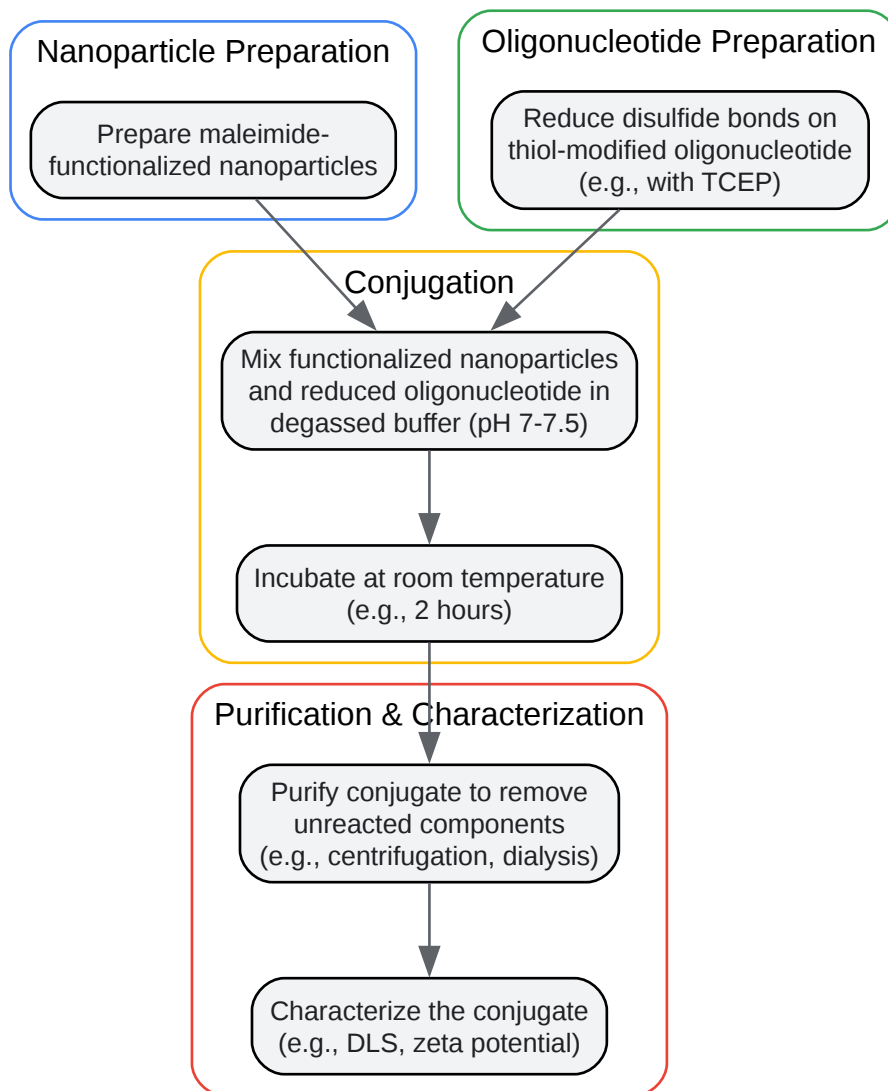 Nanoparticle Preparation
Prepare maleimide-
functionalized nanoparticles
Oligonucleotide Preparation
Reduce disulfide bonds on
thiol-modified oligonucleotide
(e.g., with TCEP)
Conjugation
Mix functionalized nanoparticles
and reduced oligonucleotide in
degassed buffer (pH 7-7.5)
Incubate at room temperature
(e.g., 2 hours)
Purification & Characterization
Purify conjugate to remove
unreacted components
(e.g., centrifugation, dialysis)
Characterize the conjugate
(e.g., DLS, zeta potential)